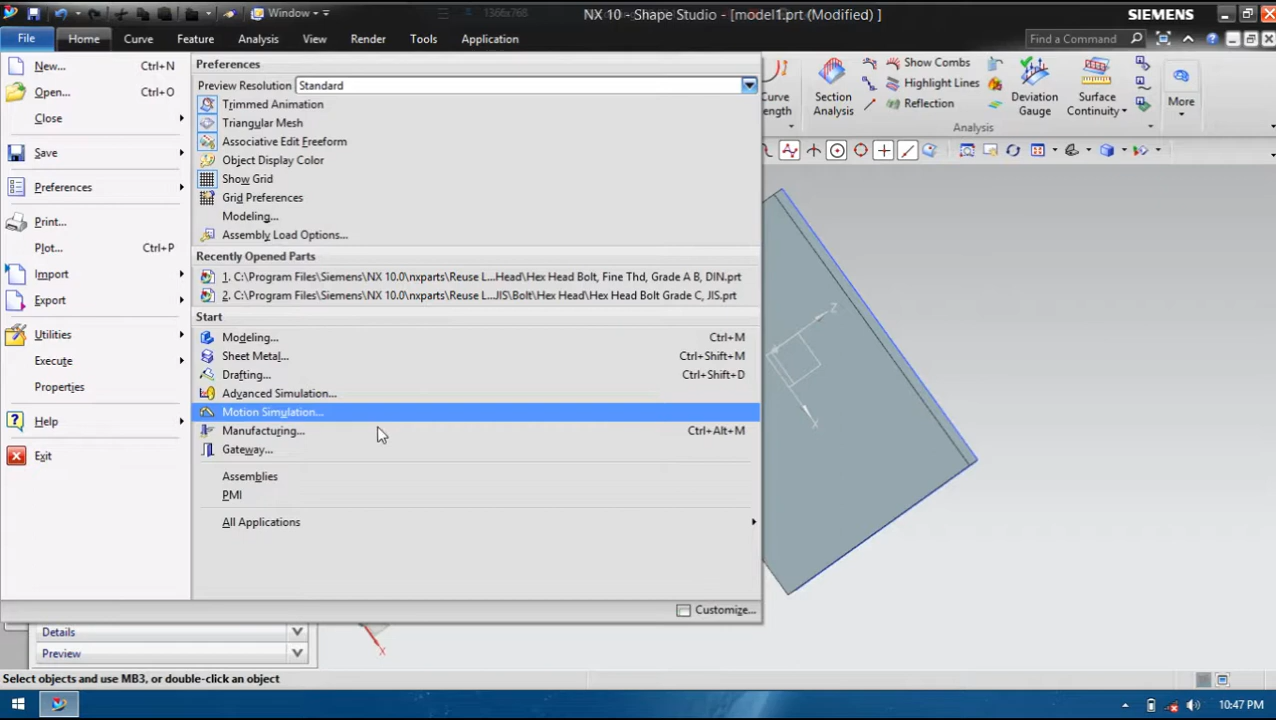 Window
1366x768
NX 10 - Shape Studio - [model1.prt (Modified) ]
SIEMENS
File
Home
Curve
Feature
Analysis
View
Render
Tools
Application
Find a Command
New... Ctrl+N
Open... Ctrl+O
Close
Save
Preferences
Print...
Plot... Ctrl+P
Import
Export
Utilities
Execute
Properties
Help
Exit
Preferences
Preview Resolution Standard
Trimmed Animation
Triangular Mesh
Associative Edit Freeform
Object Display Color
Show Grid
Grid Preferences
Modeling...
Assembly Load Options...
Recently Opened Parts
1. C:\Program Files\Siemens\NX 10.0\nxparts\Reuse L...Head\Hex Head Bolt, Fine Thd, Grade A B, DIN.prt
2. C:\Program Files\Siemens\NX 10.0\nxparts\Reuse L...JIS\Bolt\Hex Head\Hex Head Bolt Grade C, JIS.prt
Start
Modeling... Ctrl+M
Sheet Metal... Ctrl+Shift+M
Drafting... Ctrl+Shift+D
Advanced Simulation...
Motion Simulation...
Manufacturing... Ctrl+Alt+M
Gateway...
Assemblies
PMI
All Applications
Customize...
Curve
Length
Section
Analysis
Show Combs
Highlight Lines
Reflection
Deviation
Gauge
Surface
Continuity
More
Analysis
Z
X
Details
Preview
X
Select objects and use MB3, or double-click an object
10:47 PM